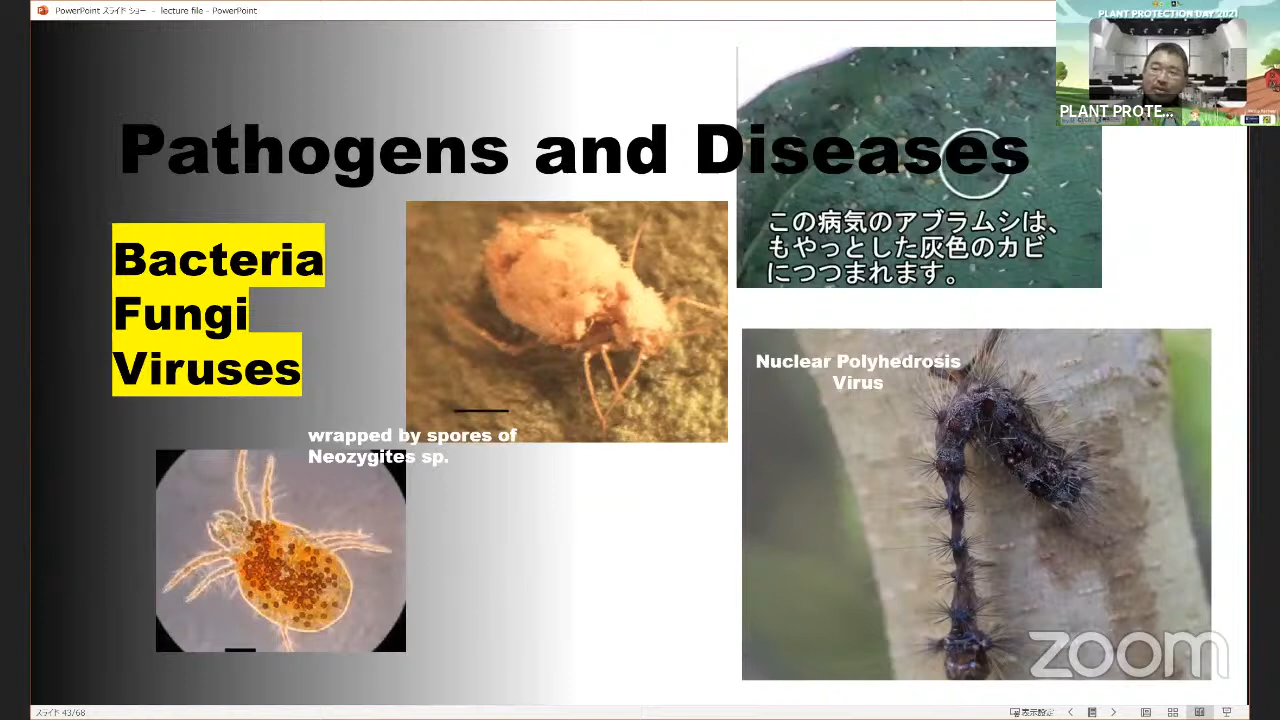 PowerPoint スライド ショー - lecture file - PowerPoint
PLANT PROTECTION DAY 2021
PLANT PROTE...
Pathogens and Diseases
この病気のアブラムシは、
もやっとした灰色のカビ
につつまれます。
Bacteria
Fungi
Viruses
Nuclear Polyhedrosis
Virus
wrapped by spores of
Neozygites sp.
zoom
スライド 43/68
表示設定